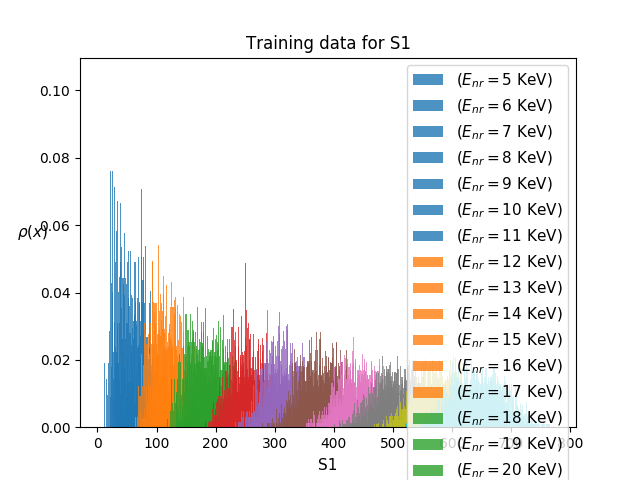 Training data for S1
0.10
0.08
0.06
0.04
0.02
0.00
ρ(x)
0 100 200 300 400 500 600 700 800
S1
(E_nr = 5 KeV)
(E_nr = 6 KeV)
(E_nr = 7 KeV)
(E_nr = 8 KeV)
(E_nr = 9 KeV)
(E_nr = 10 KeV)
(E_nr = 11 KeV)
(E_nr = 12 KeV)
(E_nr = 13 KeV)
(E_nr = 14 KeV)
(E_nr = 15 KeV)
(E_nr = 16 KeV)
(E_nr = 17 KeV)
(E_nr = 18 KeV)
(E_nr = 19 KeV)
(E_nr = 20 KeV)